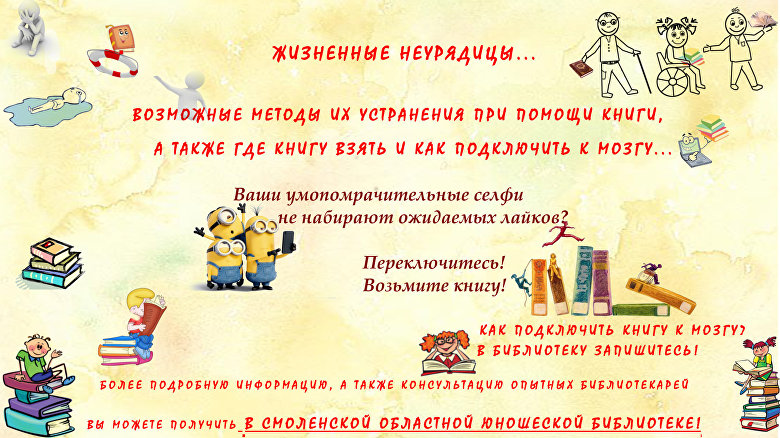 ЖИЗНЕННЫЕ НЕУРЯДИЦЫ...
ВОЗМОЖНЫЕ МЕТОДЫ ИХ УСТРАНЕНИЯ ПРИ ПОМОЩИ КНИГИ,
А ТАКЖЕ ГДЕ КНИГУ ВЗЯТЬ И КАК ПОДКЛЮЧИТЬ К МОЗГУ...
Ваши умопомрачительные селфи
не набирают ожидаемых лайков?
Переключитесь!
Возьмите книгу!
КАК ПОДКЛЮЧИТЬ КНИГУ К МОЗГУ?
В БИБЛИОТЕКУ ЗАПИШИТЕСЬ!
БОЛЕЕ ПОДРОБНУЮ ИНФОРМАЦИЮ, А ТАКЖЕ КОНСУЛЬТАЦИЮ ОПЫТНЫХ БИБЛИОТЕКАРЕЙ
ВЫ МОЖЕТЕ ПОЛУЧИТЬ В СМОЛЕНСКОЙ ОБЛАСТНОЙ ЮНОШЕСКОЙ БИБЛИОТЕКЕ!